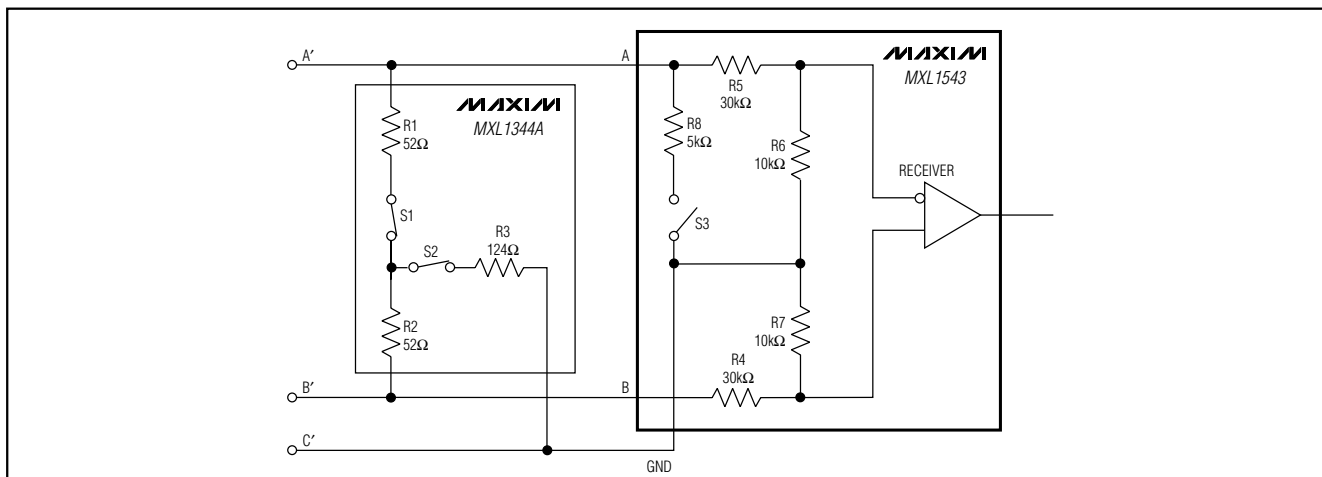 A′
A
MAXIM
MXL1543
MAXIM
MXL1344A
R1
52Ω
R8
5kΩ
R5
30kΩ
R6
10kΩ
RECEIVER
S1
S2
R3
124Ω
S3
R2
52Ω
R7
10kΩ
R4
30kΩ
B′
B
C′
GND